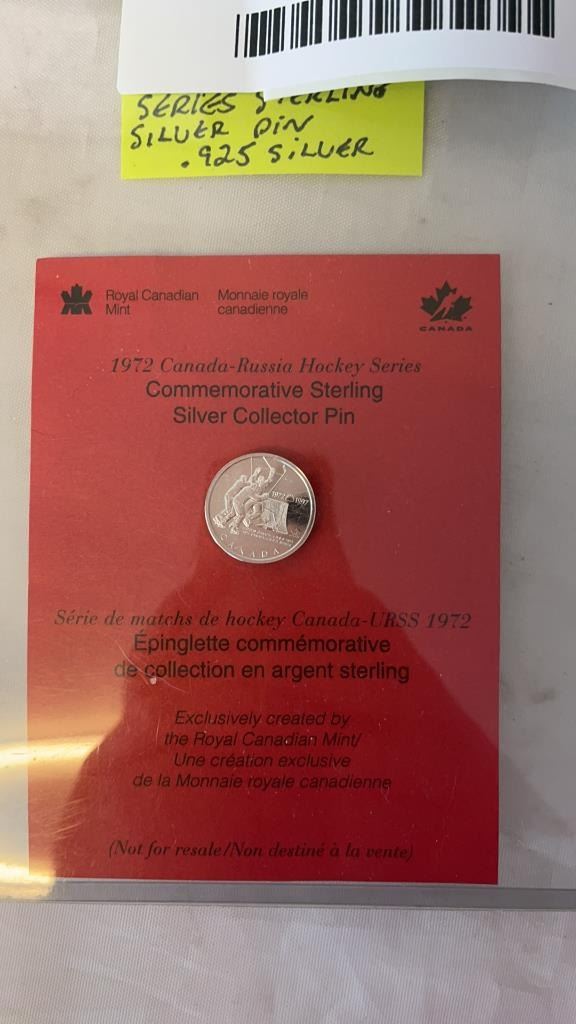 SERIES STERLING
SILVER PIN
.925 SILVER
Royal Canadian Mint
Monnaie royale canadienne
CANADA
1972 Canada-Russia Hockey Series
Commemorative Sterling
Silver Collector Pin
1972 1997
CANADA
Série de matchs de hockey Canada-URSS 1972
Épinglette commémorative
de collection en argent sterling
Exclusively created by
the Royal Canadian Mint/
Une création exclusive
de la Monnaie royale canadienne
(Not for resale/Non destiné à la vente)